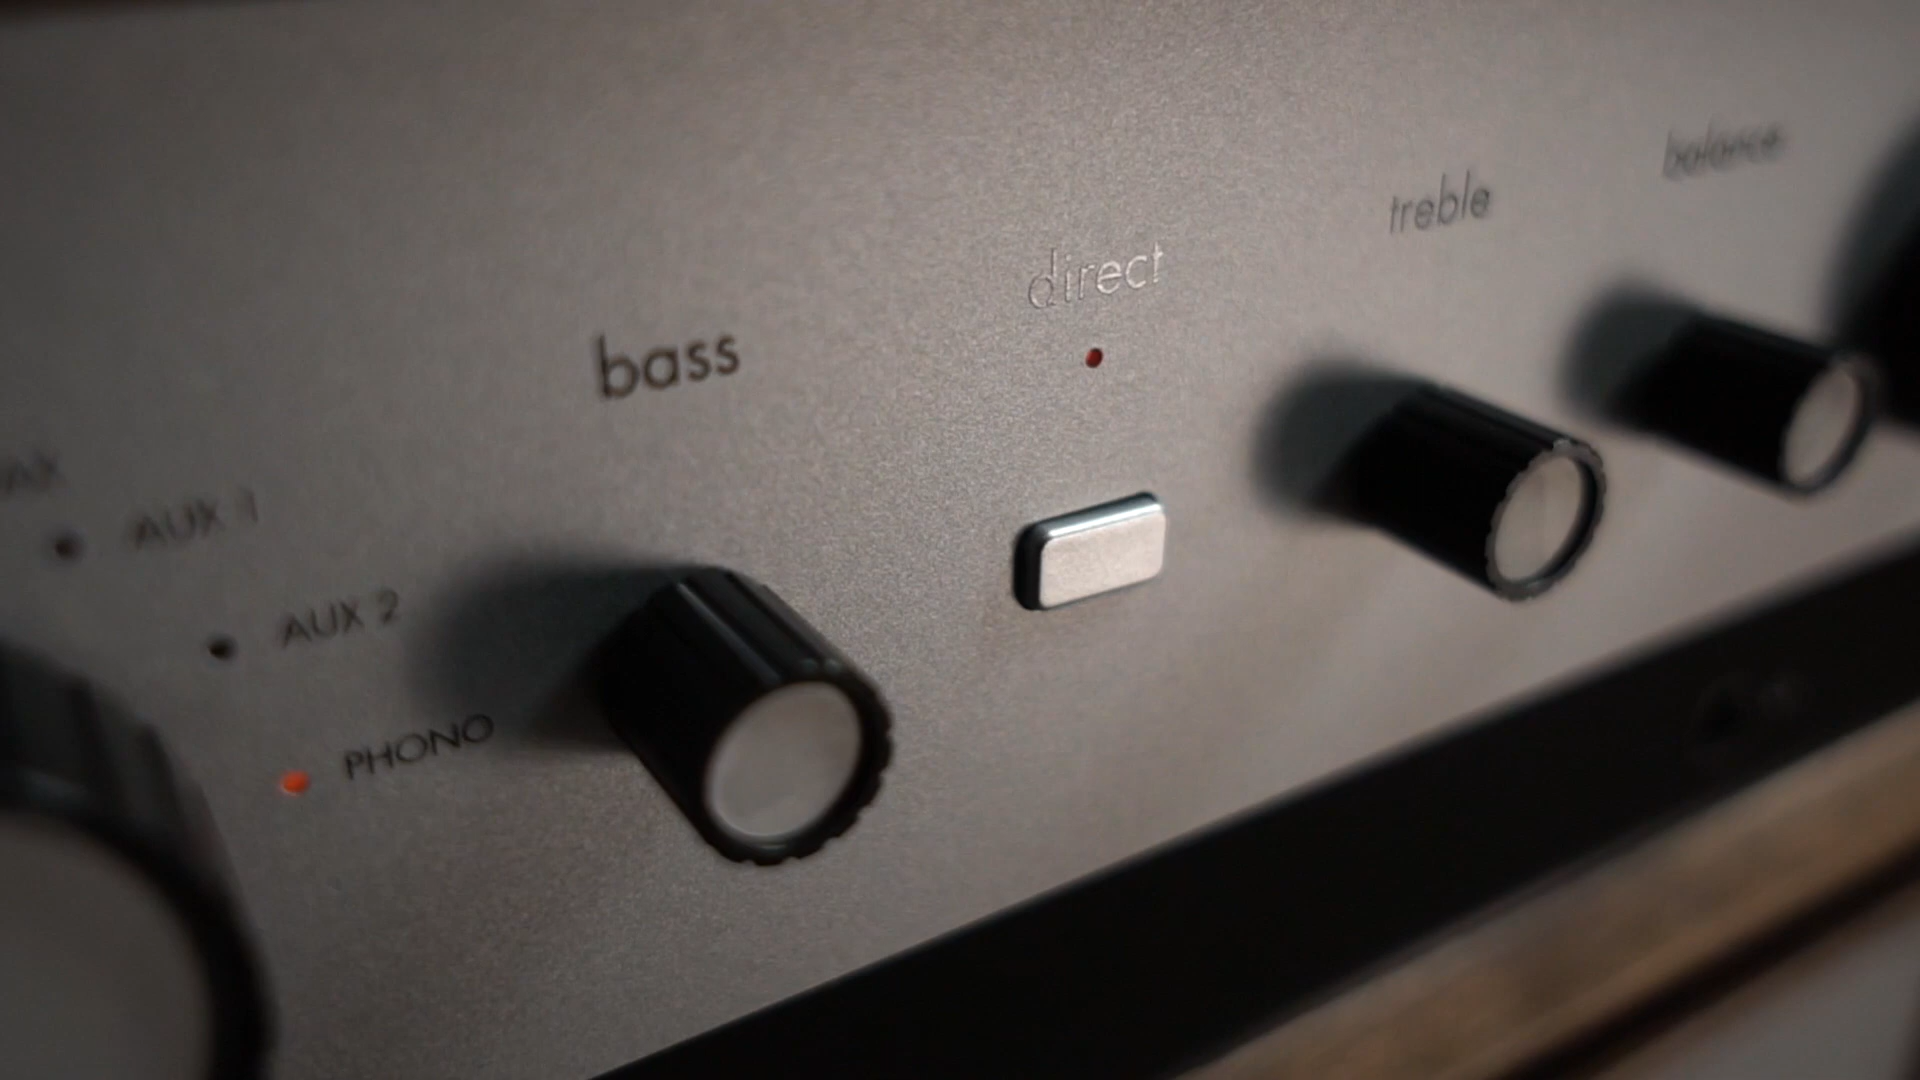 bass
direct
treble
balance
AUX 1
AUX 2
PHONO